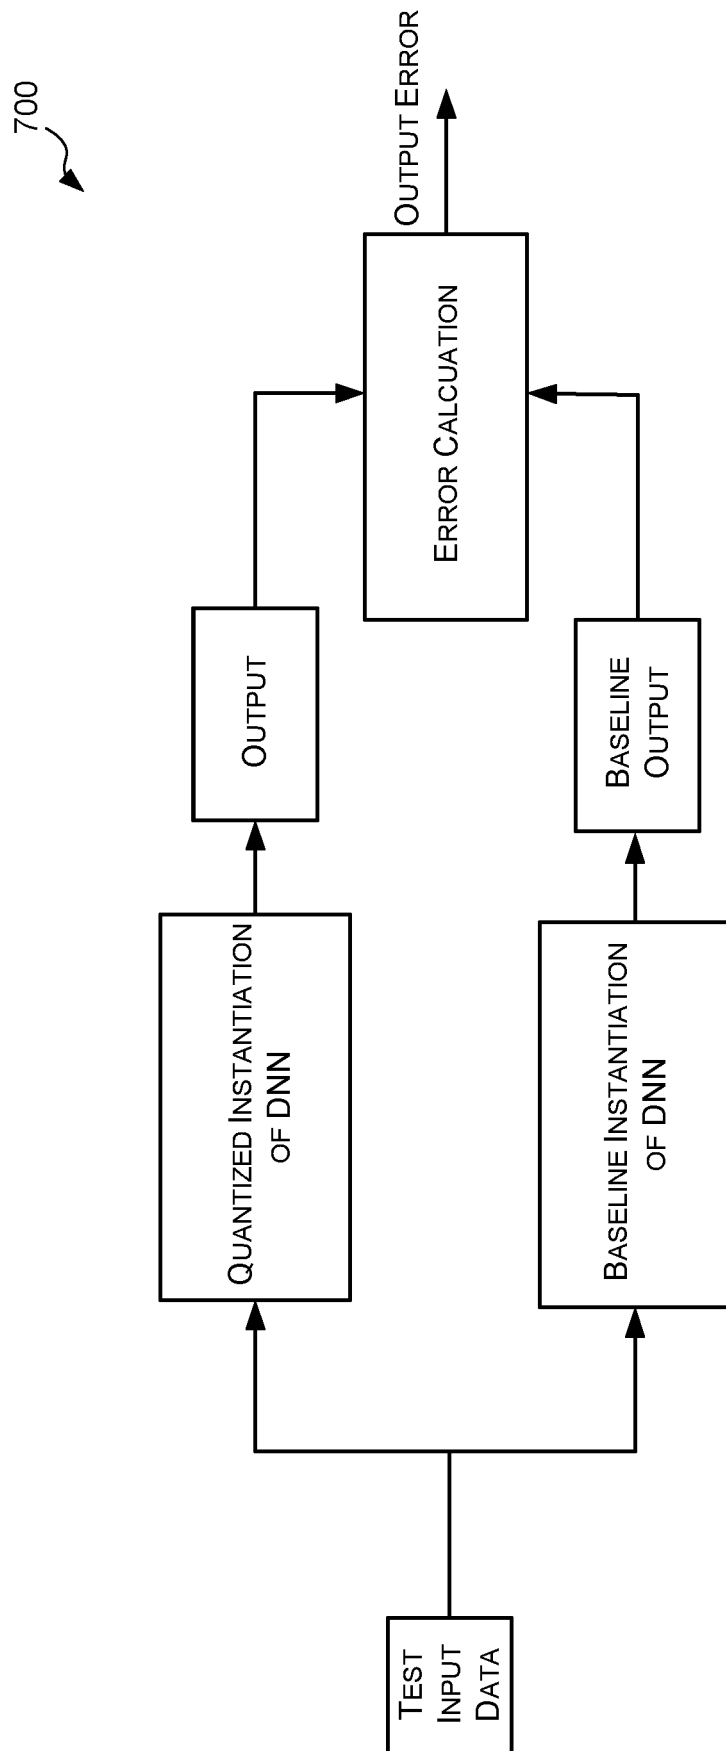 700
TEST
INPUT
DATA
QUANTIZED INSTANTIATION
OF DNN
OUTPUT
BASELINE INSTANTIATION
OF DNN
BASELINE
OUTPUT
ERROR CALCUATION
OUTPUT ERROR